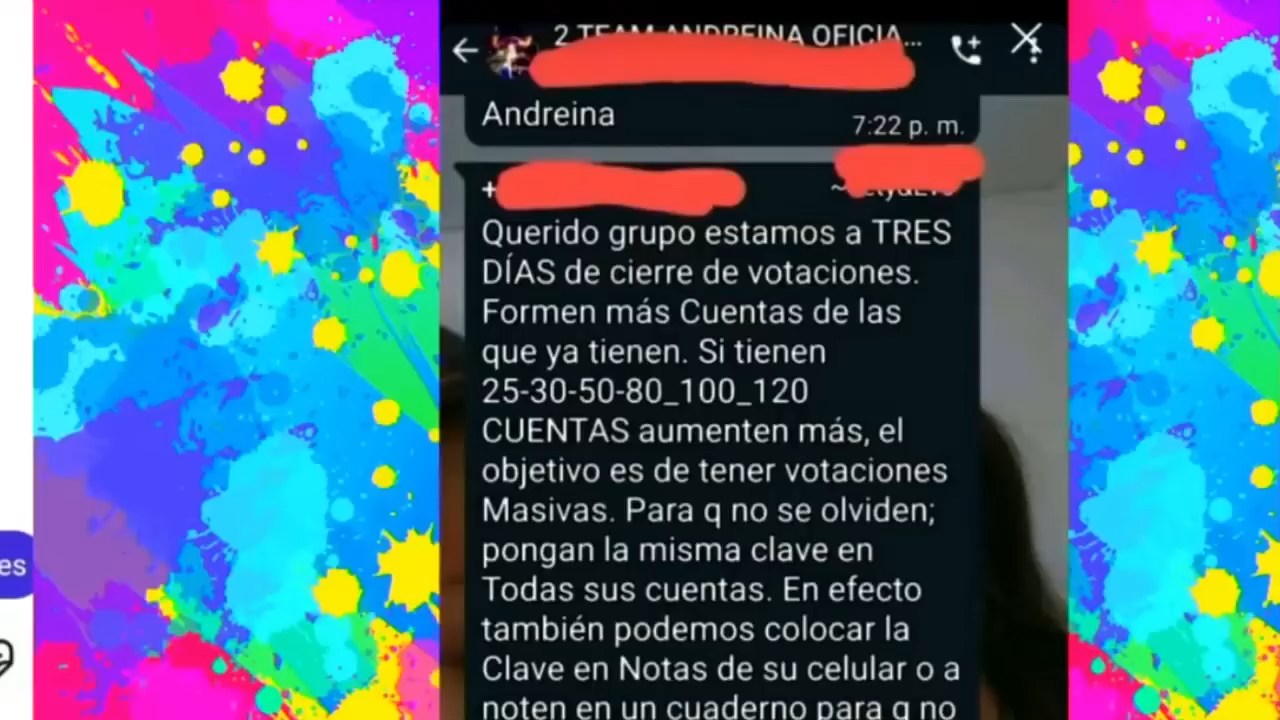 2 TEAM ANDREINA OFICIA...
Andreina
7:22 p. m.
+
~
Querido grupo estamos a TRES
DÍAS de cierre de votaciones.
Formen más Cuentas de las
que ya tienen. Si tienen
25-30-50-80_100_120
CUENTAS aumenten más, el
objetivo es de tener votaciones
Masivas. Para q no se olviden;
pongan la misma clave en
Todas sus cuentas. En efecto
también podemos colocar la
Clave en Notas de su celular o a
noten en un cuaderno para q no
es